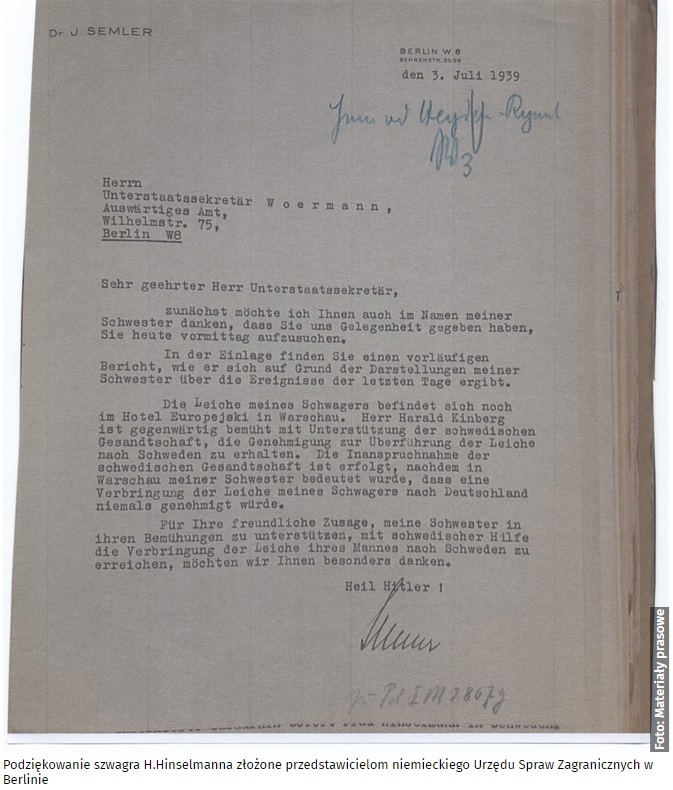 Dr. J. SEMLER
BERLIN W 8
BEHRENSTR.
den 3. Juli 1939
Herrn
Unterstaatssekretär W o e r m a n n ,
Auswärtiges Amt,
Wilhelmstr. 75,
Berlin W8
Sehr geehrter Herr Unterstaatssekretär,
zunächst möchte ich Ihnen auch im Namen meiner
Schwester danken, dass Sie uns Gelegenheit gegeben haben,
Sie heute vormittag aufzusuchen.
In der Einlage finden Sie einen vorläufigen
Bericht, wie er sich auf Grund der Darstellungen meiner
Schwester über die Ereignisse der letzten Tage ergibt.
Die Leiche meines Schwagers befindet sich noch
im Hotel Europejski in Warschau. Herr Harald Kinberg
ist gegenwärtig bemüht mit Unterstützung der schwedischen
Gesandtschaft, die Genehmigung zur Überführung der Leiche
nach Schweden zu erhalten. Die Inanspruchnahme der
schwedischen Gesandtschaft ist erfolgt, nachdem in
Warschau meiner Schwester bedeutet wurde, dass eine
Verbringung der Leiche meines Schwagers nach Deutschland
niemals genehmigt würde.
Für Ihre freundliche Zusage, meine Schwester in
ihren Bemühungen zu unterstützen, mit schwedischer Hilfe
die Verbringung der Leiche ihres Mannes nach Schweden zu
erreichen, möchten wir Ihnen besonders danken.
Heil Hitler !
Foto: Materiały prasowe
Podziękowanie szwagra H.Hinselmanna złożone przedstawicielom niemieckiego Urzędu Spraw Zagranicznych w
Berlinie